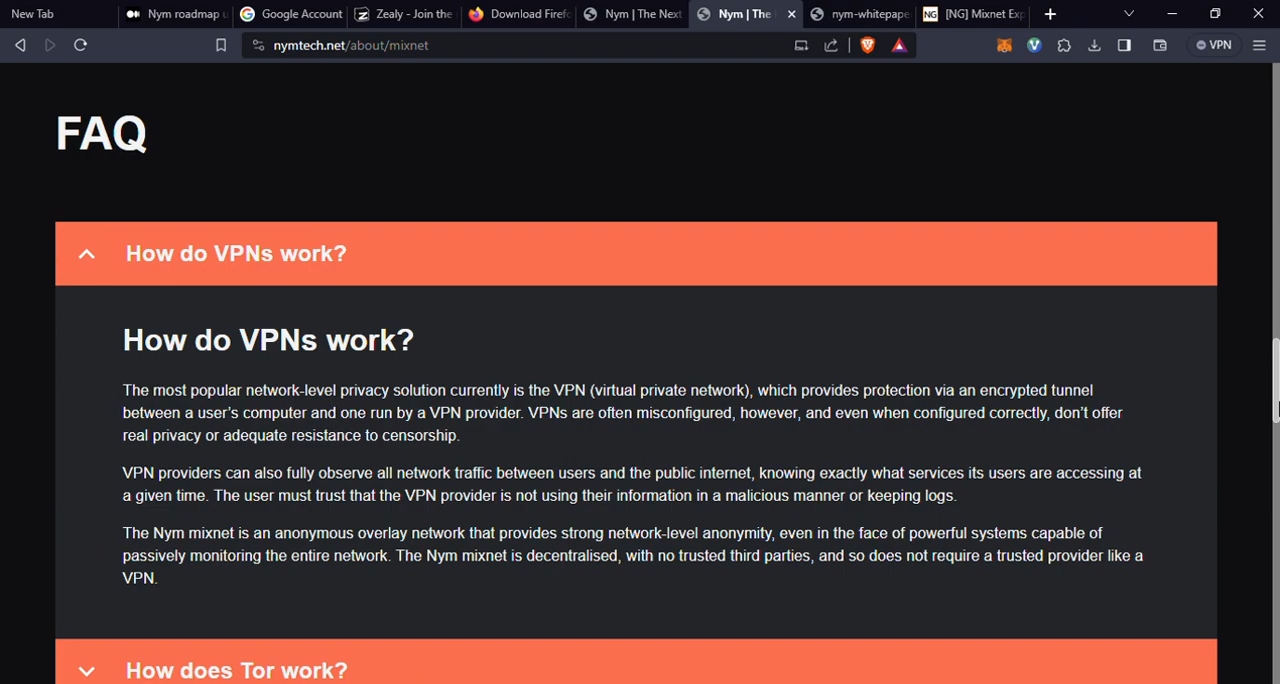 New Tab
Nym roadmap u
Google Account
Zealy - Join the
Download Firefo
Nym | The Next
Nym | The
nym-whitepape
NG [NG] Mixnet Exp
nymtech.net/about/mixnet
VPN
FAQ
How do VPNs work?
How do VPNs work?
The most popular network-level privacy solution currently is the VPN (virtual private network), which provides protection via an encrypted tunnel
between a user’s computer and one run by a VPN provider. VPNs are often misconfigured, however, and even when configured correctly, don’t offer
real privacy or adequate resistance to censorship.
VPN providers can also fully observe all network traffic between users and the public internet, knowing exactly what services its users are accessing at
a given time. The user must trust that the VPN provider is not using their information in a malicious manner or keeping logs.
The Nym mixnet is an anonymous overlay network that provides strong network-level anonymity, even in the face of powerful systems capable of
passively monitoring the entire network. The Nym mixnet is decentralised, with no trusted third parties, and so does not require a trusted provider like a
VPN.
How does Tor work?